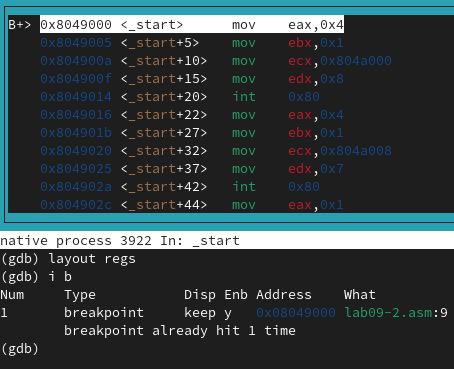 B+> 0x8049000 <_start> mov eax,0x4
0x8049005 <_start+5> mov ebx,0x1
0x804900a <_start+10> mov ecx,0x804a000
0x804900f <_start+15> mov edx,0x8
0x8049014 <_start+20> int 0x80
0x8049016 <_start+22> mov eax,0x4
0x804901b <_start+27> mov ebx,0x1
0x8049020 <_start+32> mov ecx,0x804a008
0x8049025 <_start+37> mov edx,0x7
0x804902a <_start+42> int 0x80
0x804902c <_start+44> mov eax,0x1
native process 3922 In: _start
(gdb) layout regs
(gdb) i b
Num Type Disp Enb Address What
1 breakpoint keep y 0x08049000 lab09-2.asm:9
breakpoint already hit 1 time
(gdb)